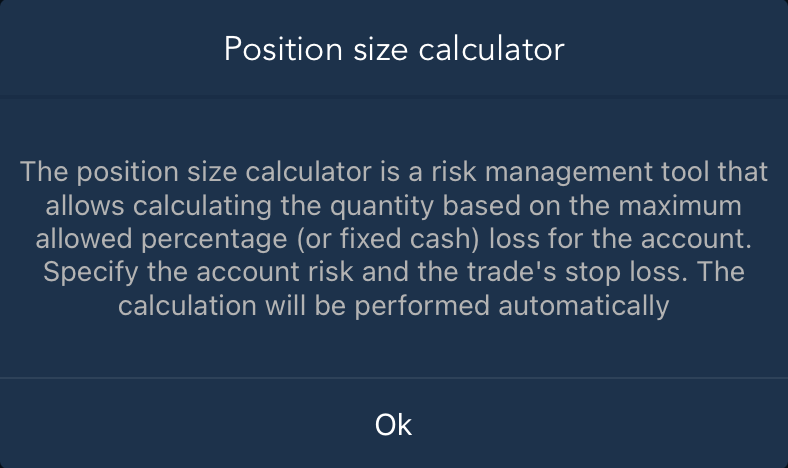 Position size calculator
The position size calculator is a risk management tool that
allows calculating the quantity based on the maximum
allowed percentage (or fixed cash) loss for the account.
Specify the account risk and the trade's stop loss. The
calculation will be performed automatically
Ok